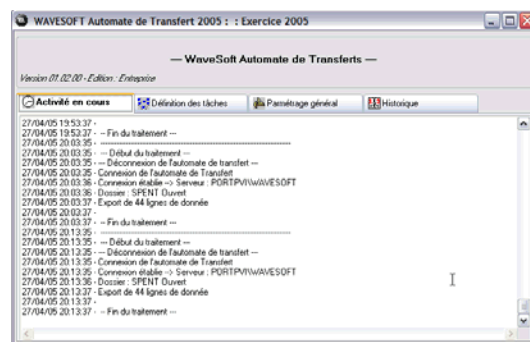 WAVESOFT Automate de Transfert 2005 : : Exercice 2005
— WaveSoft Automate de Transferts —
Version 01.02.00 - Edition : Entreprise
Activité en cours
Définition des tâches
Paramétrage général
Historique
27/04/05 19:53:37 -
27/04/05 19:53:37 - -- Fin du traitement ---
27/04/05 20:03:35 - ------------------------------------------------------------
27/04/05 20:03:35 - --- Début du traitement ---
27/04/05 20:03:35 - --- Déconnexion de l'automate de transfert ---
27/04/05 20:03:35 - Connexion de l'automate de Transfert
27/04/05 20:03:36 - Connexion établie --> Serveur : PORTPVI\WAVESOFT
27/04/05 20:03:36 - Dossier : SPENT Ouvert
27/04/05 20:03:37 - Export de 44 lignes de donnée
27/04/05 20:03:37 -
27/04/05 20:03:37 - -- Fin du traitement ---
27/04/05 20:13:35 - ------------------------------------------------------------
27/04/05 20:13:35 - --- Début du traitement ---
27/04/05 20:13:35 - --- Déconnexion de l'automate de transfert ---
27/04/05 20:13:35 - Connexion de l'automate de Transfert
27/04/05 20:13:35 - Connexion établie --> Serveur : PORTPVI\WAVESOFT
27/04/05 20:13:36 - Dossier : SPENT Ouvert
27/04/05 20:13:37 - Export de 44 lignes de donnée
27/04/05 20:13:37 -
27/04/05 20:13:37 - -- Fin du traitement ---